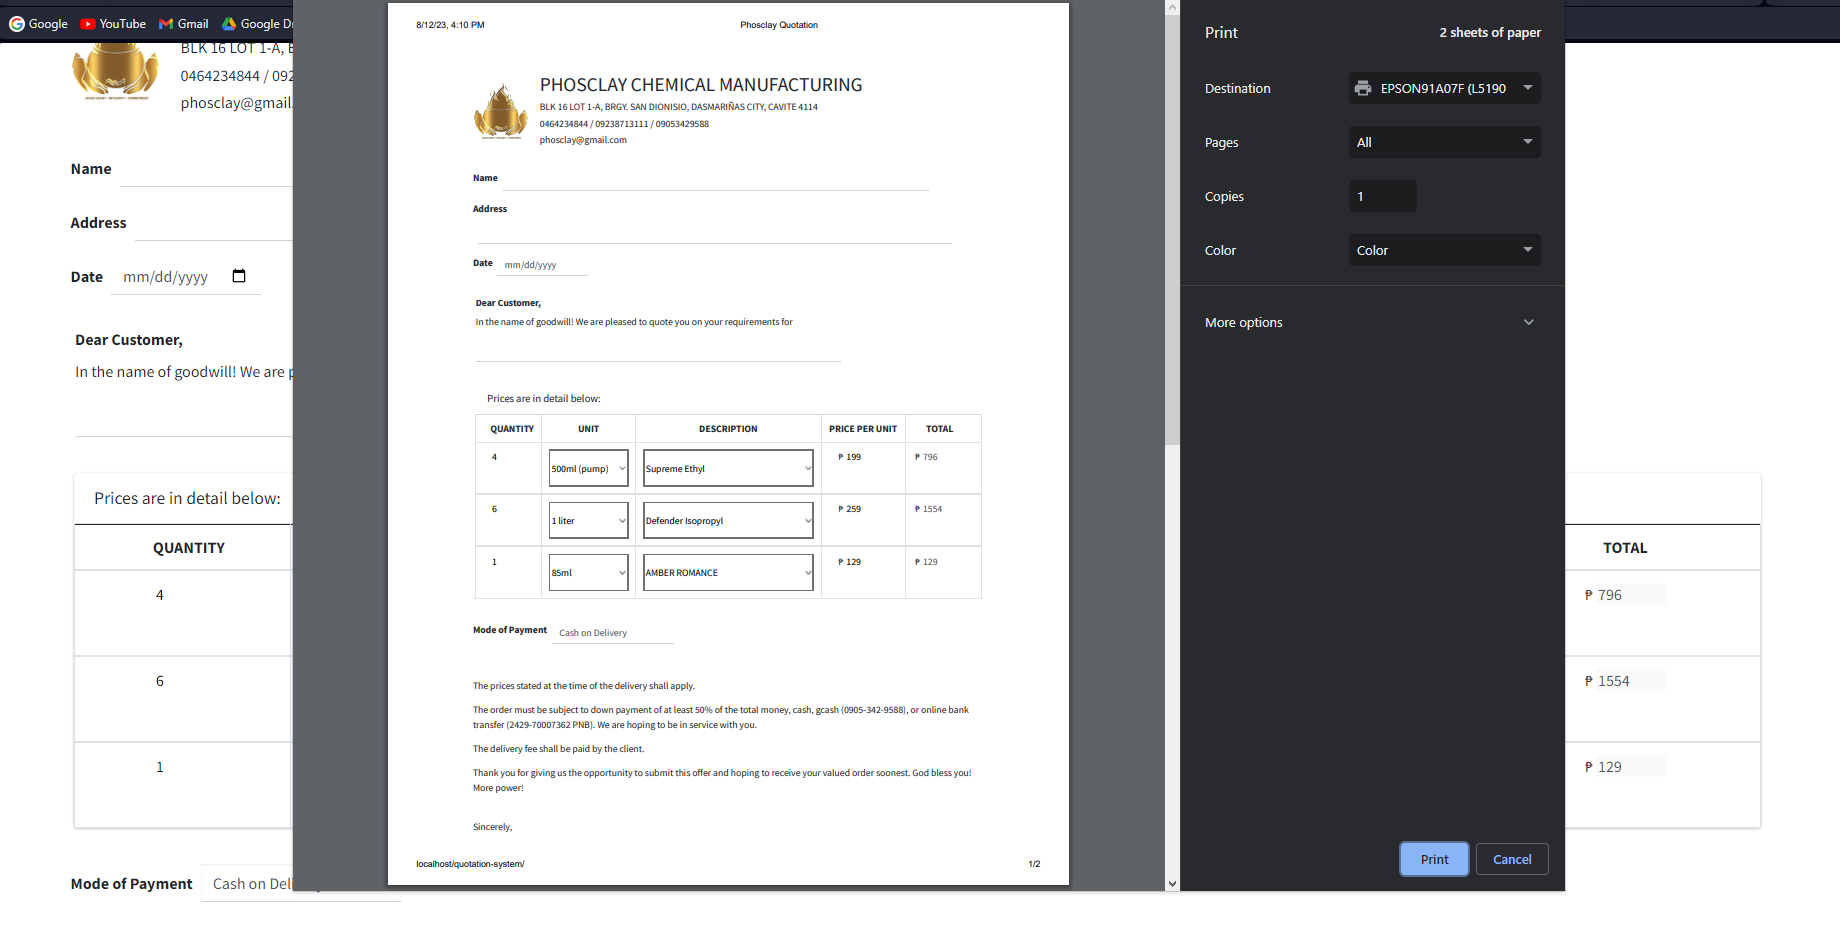 Google YouTube Gmail Google D
BLK 16 LOT 1-A,
0464234844 / 092
phosclay@gmail.
Name
Address
Date mm/dd/yyyy
Dear Customer,
In the name of goodwill! We are
Prices are in detail below:
QUANTITY
4
6
1
Mode of Payment Cash on Deli
8/12/23, 4:10 PM Phosclay Quotation
PHOSCLAY CHEMICAL MANUFACTURING
BLK 16 LOT 1-A, BRGY. SAN DIONISIO, DASMARIÑAS CITY, CAVITE 4114
0464234844 / 09238713111 / 09053429588
phosclay@gmail.com
Name
Address
Date mm/dd/yyyy
Dear Customer,
In the name of goodwill! We are pleased to quote you on your requirements for
Prices are in detail below:
QUANTITY UNIT DESCRIPTION PRICE PER UNIT TOTAL
4 500ml (pump) Supreme Ethyl ₱ 199 ₱ 796
6 1 liter Defender Isopropyl ₱ 259 ₱ 1554
1 85ml AMBER ROMANCE ₱ 129 ₱ 129
Mode of Payment Cash on Delivery
The prices stated at the time of the delivery shall apply.
The order must be subject to down payment of at least 50% of the total money, cash, gcash (0905-342-9588), or online bank
transfer (2429-70007362 PNB). We are hoping to be in service with you.
The delivery fee shall be paid by the client.
Thank you for giving us the opportunity to submit this offer and hoping to receive your valued order soonest. God bless you!
More power!
Sincerely,
localhost/quotation-system/ 1/2
Print 2 sheets of paper
Destination EPSON91A07F (L5190
Pages All
Copies 1
Color Color
More options
Print Cancel
TOTAL
₱ 796
₱ 1554
₱ 129